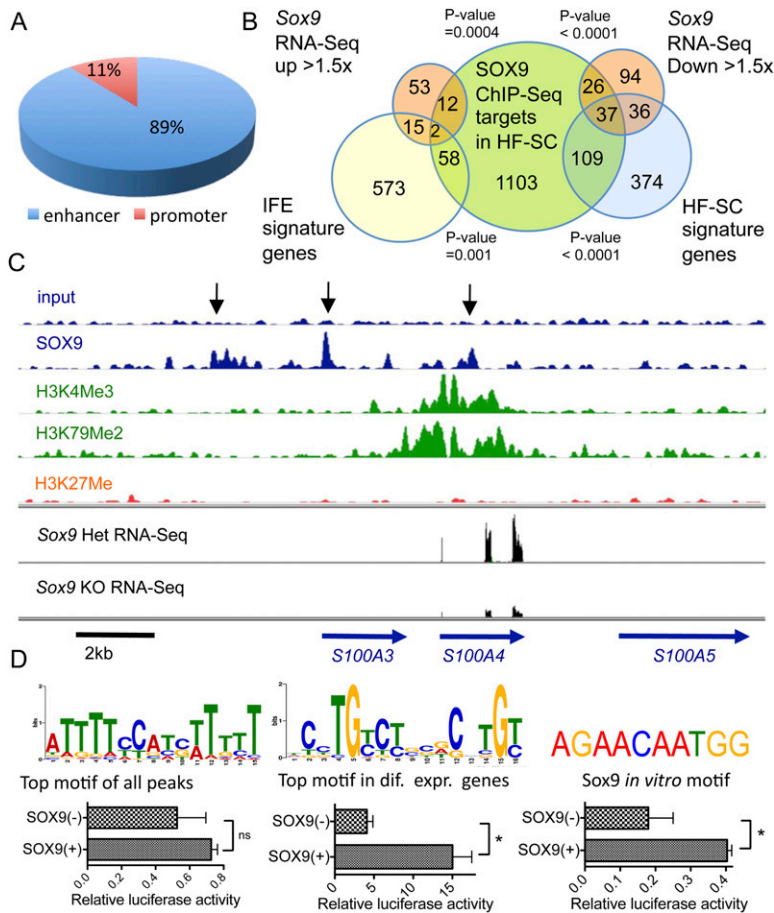 A
11%
89%
enhancer promoter
B
Sox9
RNA-Seq
up >1.5x
P-value
=0.0004
P-value
< 0.0001
Sox9
RNA-Seq
Down >1.5x
53
12
15
2
58
573
SOX9
ChIP-Seq
targets
in HF-SC
1103
26
94
37
36
109
374
IFE
signature
genes
P-value
=0.001
P-value
< 0.0001
HF-SC
signature
genes
C
input
SOX9
H3K4Me3
H3K79Me2
H3K27Me
Sox9 Het RNA-Seq
Sox9 KO RNA-Seq
2kb
S100A3
S100A4
S100A5
D
AGAACAATGG
Top motif of all peaks
Top motif in dif. expr. genes
Sox9 in vitro motif
SOX9(-)
SOX9(+)
ns
0.0 0.2 0.4 0.6 0.8
Relative luciferase activity
SOX9(-)
SOX9(+)
*
0 5 10 15
Relative luciferase activity
SOX9(-)
SOX9(+)
*
0.0 0.1 0.2 0.3 0.4
Relative luciferase activity